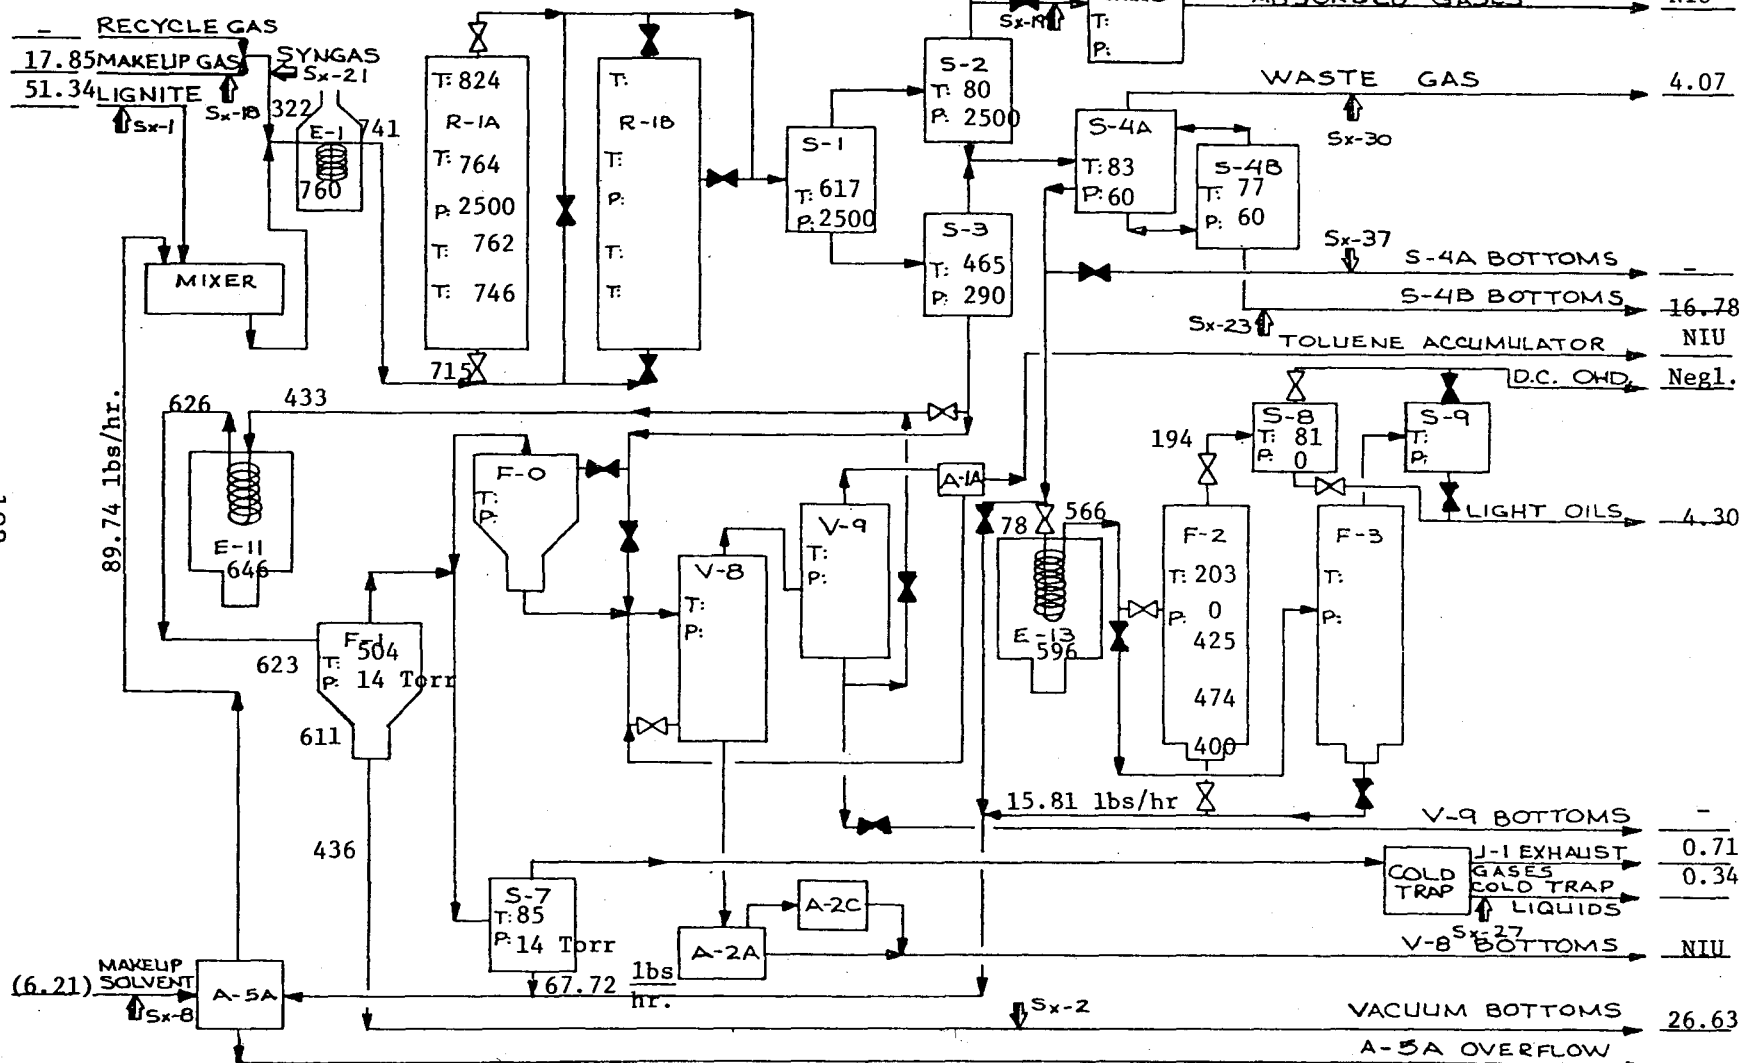 RECYCLE GAS
-
17.85 MAKEUP GAS
SYNGAS
Sx-21
51.34 LIGNITE
Sx-18
Sx-1
322
E-1
741
760
MIXER
T: 824
R-1A
T: 764
P: 2500
T: 762
T: 746
715
T:
R-1B
T:
P:
T:
T:
S-1
T: 617
P: 2500
S-2
T: 80
P: 2500
S-3
T: 465
P: 290
Sx-19
T:
P:
WASTE GAS
4.07
Sx-30
S-4A
T: 83
P: 60
S-4B
T: 77
P: 60
Sx-37
S-4A BOTTOMS
-
S-4B BOTTOMS
16.78
Sx-23
TOLUENE ACCUMULATOR
NIU
D.C. OHD.
Negl.
89.74 lbs/hr.
626
433
E-11
646
F-0
T:
P:
A-1A
V-9
T:
P:
V-8
T:
P:
78
566
E-13
596
194
S-8
T: 81
P: 0
S-9
T:
P:
LIGHT OILS
4.30
F-2
T: 203
P: 0
425
474
400
F-3
T:
P:
F-1
504
T:
P: 14 Torr
623
611
436
15.81 lbs/hr
V-9 BOTTOMS
-
J-1 EXHAUST
GASES
0.71
COLD
TRAP
COLD TRAP
LIQUIDS
0.34
Sx-27
V-8 BOTTOMS
NIU
S-7
T: 85
P: 14 Torr
A-2C
A-2A
67.72 lbs
hr.
MAKEUP
SOLVENT
(6.21)
Sx-8
A-5A
Sx-2
VACUUM BOTTOMS
26.63
A-5A OVERFLOW